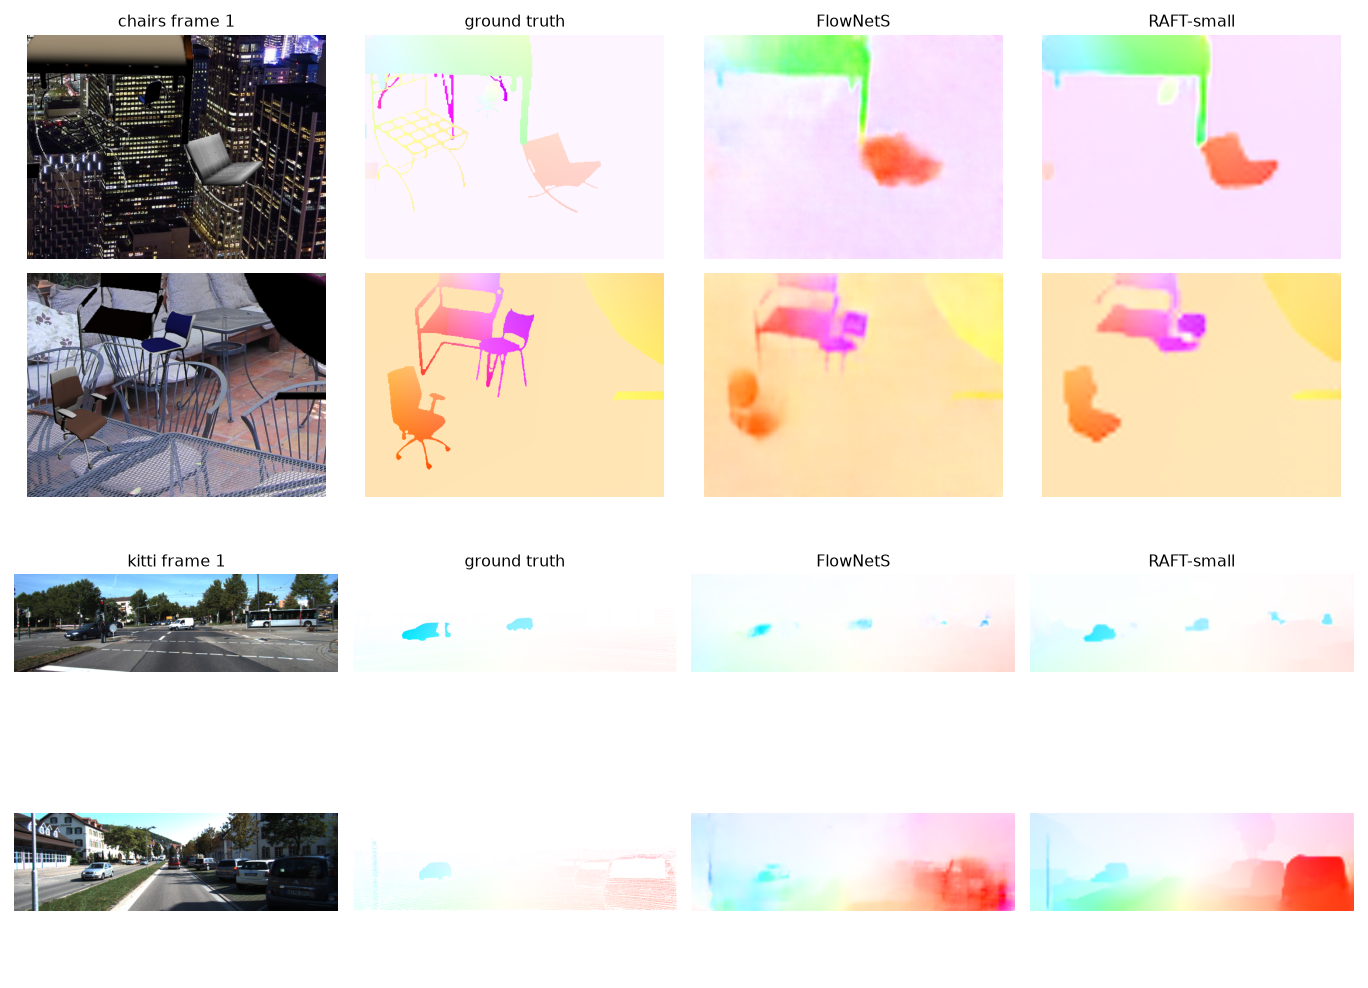 chairs frame 1
ground truth
FlowNetS
RAFT-small
kitti frame 1
ground truth
FlowNetS
RAFT-small